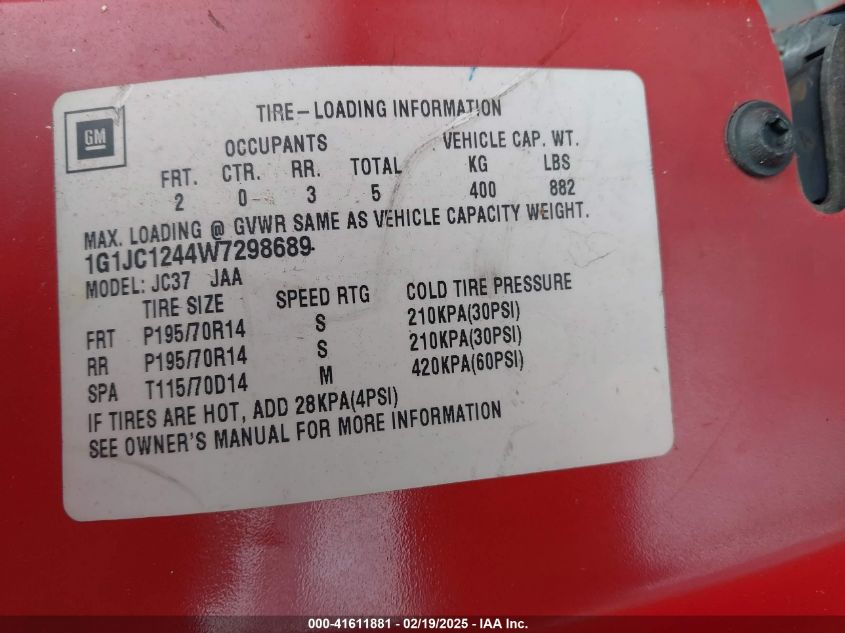 GM
TIRE-LOADING INFORMATION
OCCUPANTS VEHICLE CAP. WT.
FRT. CTR. RR. TOTAL KG LBS
2 0 3 5 400 882
MAX. LOADING @ GVWR SAME AS VEHICLE CAPACITY WEIGHT.
1G1JC1244W7298689
MODEL: JC37 JAA
TIRE SIZE SPEED RTG COLD TIRE PRESSURE
FRT P195/70R14 S 210KPA(30PSI)
RR P195/70R14 S 210KPA(30PSI)
SPA T115/70D14 M 420KPA(60PSI)
IF TIRES ARE HOT, ADD 28KPA(4PSI)
SEE OWNER'S MANUAL FOR MORE INFORMATION
000-41611881 - 02/19/2025 - IAA Inc.